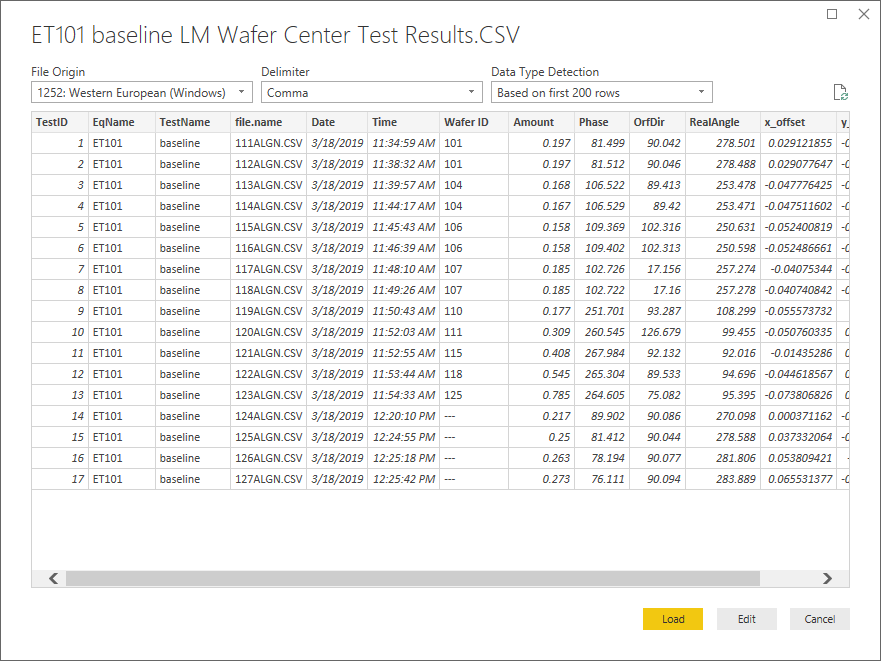 ET101 baseline LM Wafer Center Test Results.CSV
File Origin Delimiter Data Type Detection
1252: Western European (Windows) Comma Based on first 200 rows
TestID EqName TestName file.name Date Time Wafer ID Amount Phase OrfDir RealAngle x_offset y_
1 ET101 baseline 111ALGN.CSV 3/18/2019 11:34:59 AM 101 0.197 81.499 90.042 278.501 0.029121855 -0
2 ET101 baseline 112ALGN.CSV 3/18/2019 11:38:32 AM 101 0.197 81.512 90.046 278.488 0.029077647 -0
3 ET101 baseline 113ALGN.CSV 3/18/2019 11:39:57 AM 104 0.168 106.522 89.413 253.478 -0.047776425 -0
4 ET101 baseline 114ALGN.CSV 3/18/2019 11:44:17 AM 104 0.167 106.529 89.42 253.471 -0.047511602 -0
5 ET101 baseline 115ALGN.CSV 3/18/2019 11:45:43 AM 106 0.158 109.369 102.316 250.631 -0.052400819 -0
6 ET101 baseline 116ALGN.CSV 3/18/2019 11:46:39 AM 106 0.158 109.402 102.313 250.598 -0.052486661 -0
7 ET101 baseline 117ALGN.CSV 3/18/2019 11:48:10 AM 107 0.185 102.726 17.156 257.274 -0.04075344 -0
8 ET101 baseline 118ALGN.CSV 3/18/2019 11:49:26 AM 107 0.185 102.722 17.16 257.278 -0.040740842 -0
9 ET101 baseline 119ALGN.CSV 3/18/2019 11:50:43 AM 110 0.177 251.701 93.287 108.299 -0.055573732
10 ET101 baseline 120ALGN.CSV 3/18/2019 11:52:03 AM 111 0.309 260.545 126.679 99.455 -0.050760335 0
11 ET101 baseline 121ALGN.CSV 3/18/2019 11:52:55 AM 115 0.408 267.984 92.132 92.016 -0.01435286 0
12 ET101 baseline 122ALGN.CSV 3/18/2019 11:53:44 AM 118 0.545 265.304 89.533 94.696 -0.044618567 0
13 ET101 baseline 123ALGN.CSV 3/18/2019 11:54:33 AM 125 0.785 264.605 75.082 95.395 -0.073806826 0
14 ET101 baseline 124ALGN.CSV 3/18/2019 12:20:10 PM --- 0.217 89.902 90.086 270.098 0.000371162 -0
15 ET101 baseline 125ALGN.CSV 3/18/2019 12:24:55 PM --- 0.25 81.412 90.044 278.588 0.037332064 -0
16 ET101 baseline 126ALGN.CSV 3/18/2019 12:25:18 PM --- 0.263 78.194 90.077 281.806 0.053809421 -
17 ET101 baseline 127ALGN.CSV 3/18/2019 12:25:42 PM --- 0.273 76.111 90.094 283.889 0.065531377 -0
Load Edit Cancel